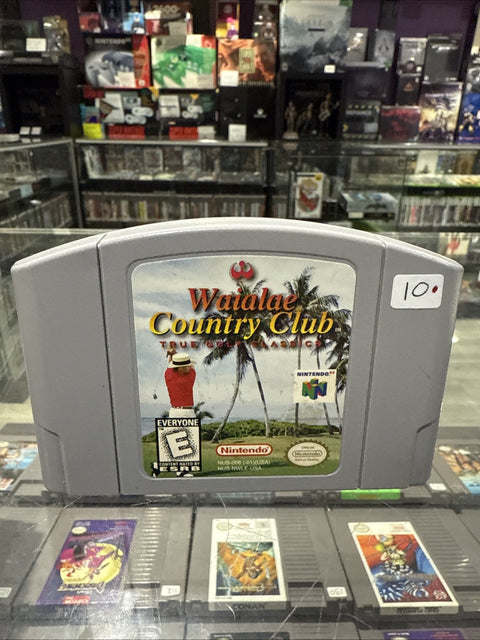 Waialae
Country Club
TRUE GOLF CLASSICS
NINTENDO 64
10
EVERYONE
E
CONTENT RATED BY
ESRB
Nintendo
NUS-006 (-01)(USA)
NUS-NWLE-USA
Official
Nintendo
Seal of Quality
CONAN